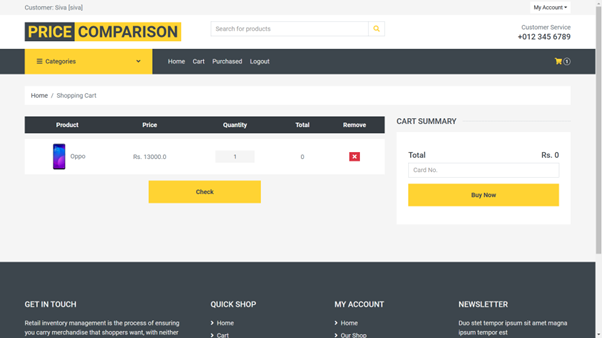 Customer: Siva [siva]
My Account
PRICE COMPARISON
Search for products
Customer Service
+012 345 6789
Categories
Home Cart Purchased Logout
1
Home / Shopping Cart
Product Price Quantity Total Remove
Oppo Rs. 13000.0 1 0
Check
CART SUMMARY
Total Rs. 0
Card No.
Buy Now
GET IN TOUCH
Retail inventory management is the process of ensuring
you carry merchandise that shoppers want, with neither
QUICK SHOP
Home
Cart
MY ACCOUNT
Home
Our Shop
NEWSLETTER
Duo stet tempor ipsum sit amet magna
ipsum tempor est